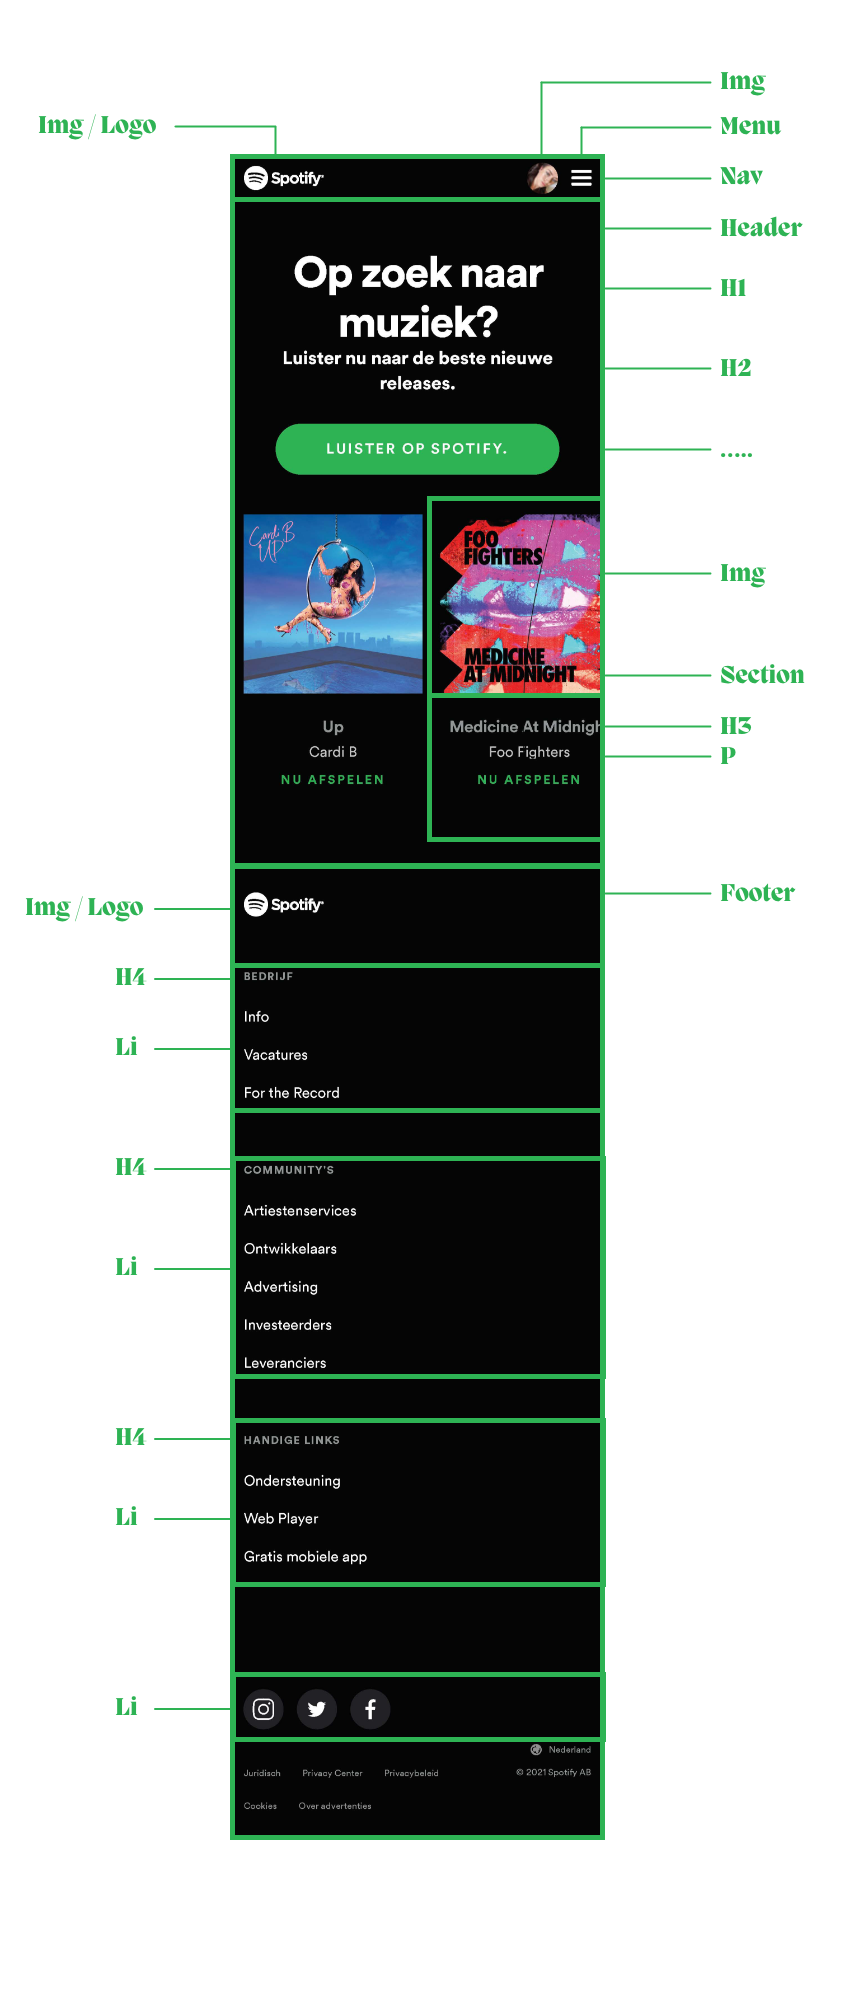 Img
Img / Logo
Menu
Spotify
Nav
Header
Op zoek naar
muziek?
H1
Luister nu naar de beste nieuwe
releases.
H2
LUISTER OP SPOTIFY.
.....
Cardi B
UP
FOO
FIGHTERS
Img
MEDICINE
AT MIDNIGHT
Section
Up
Medicine At Midnigh
H3
Cardi B
Foo Fighters
P
NU AFSPELEN
NU AFSPELEN
Footer
Img / Logo
Spotify
H4
BEDRIJF
Info
Li
Vacatures
For the Record
H4
COMMUNITY'S
Artiestenservices
Ontwikkelaars
Li
Advertising
Investeerders
Leveranciers
H4
HANDIGE LINKS
Ondersteuning
Li
Web Player
Gratis mobiele app
Li
Nederland
Juridisch Privacy Center Privacybeleid
© 2021 Spotify AB
Cookies Over advertenties